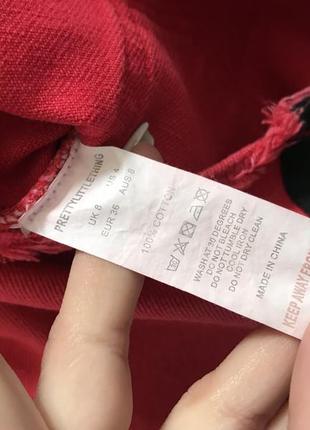 PRETTYLITTLETHING
UK 8 US 4
EUR 36 AUS 8
100% COTTON
WASH AT 30 DEGREES
DO NOT BLEACH
DO NOT TUMBLE DRY
COOL IRON
DO NOT DRY CLEAN
MADE IN CHINA
KEEP AWAY